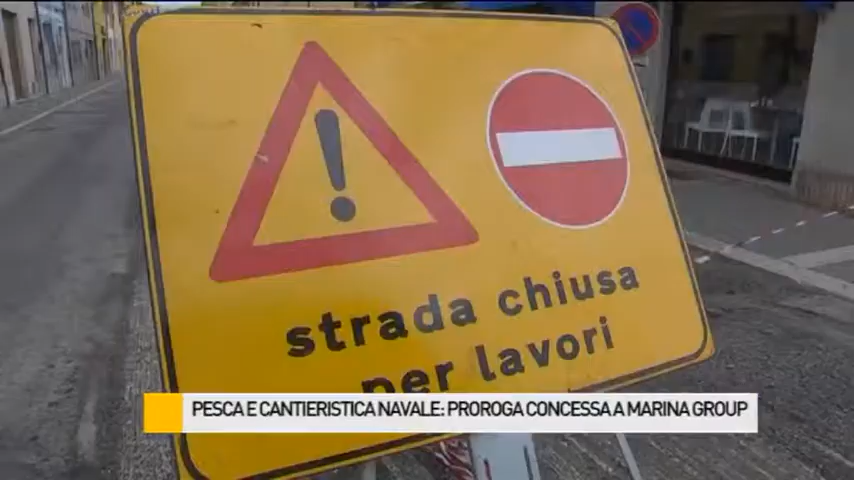 strada chiusa
per lavori
PESCA E CANTIERISTICA NAVALE: PROROGA CONCESSA A MARINA GROUP